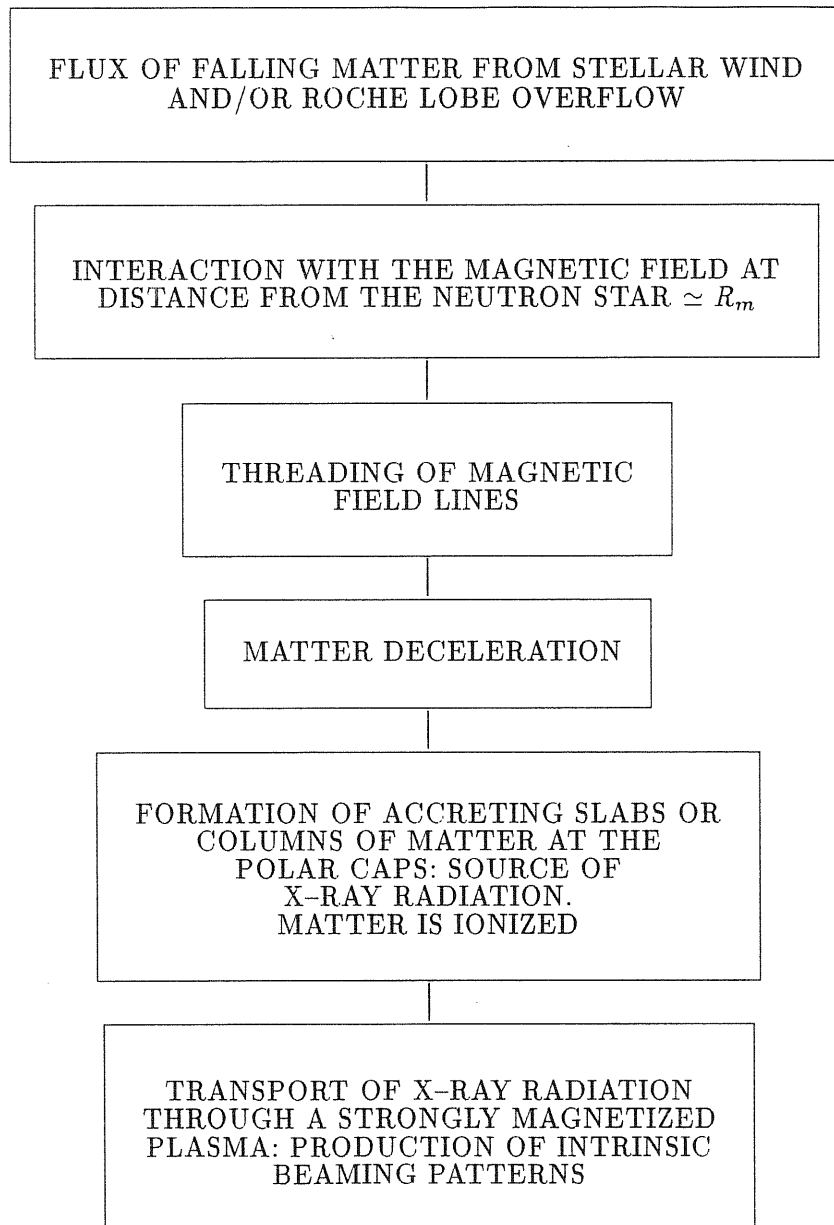 FLUX OF FALLING MATTER FROM STELLAR WIND
AND/OR ROCHE LOBE OVERFLOW
INTERACTION WITH THE MAGNETIC FIELD AT
DISTANCE FROM THE NEUTRON STAR ≃ R_m
THREADING OF MAGNETIC
FIELD LINES
MATTER DECELERATION
FORMATION OF ACCRETING SLABS OR
COLUMNS OF MATTER AT THE
POLAR CAPS: SOURCE OF
X–RAY RADIATION.
MATTER IS IONIZED
TRANSPORT OF X–RAY RADIATION
THROUGH A STRONGLY MAGNETIZED
PLASMA: PRODUCTION OF INTRINSIC
BEAMING PATTERNS